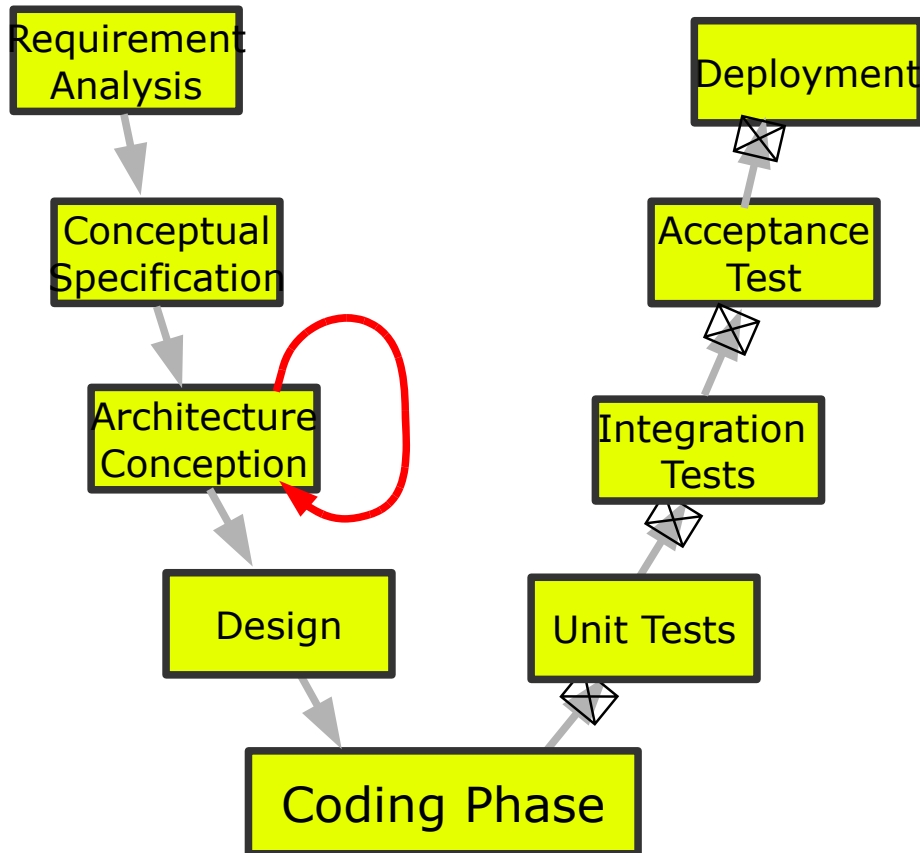 Requirement
Analysis
Conceptual
Specification
Architecture
Conception
Design
Coding Phase
Unit Tests
Integration
Tests
Acceptance
Test
Deployment